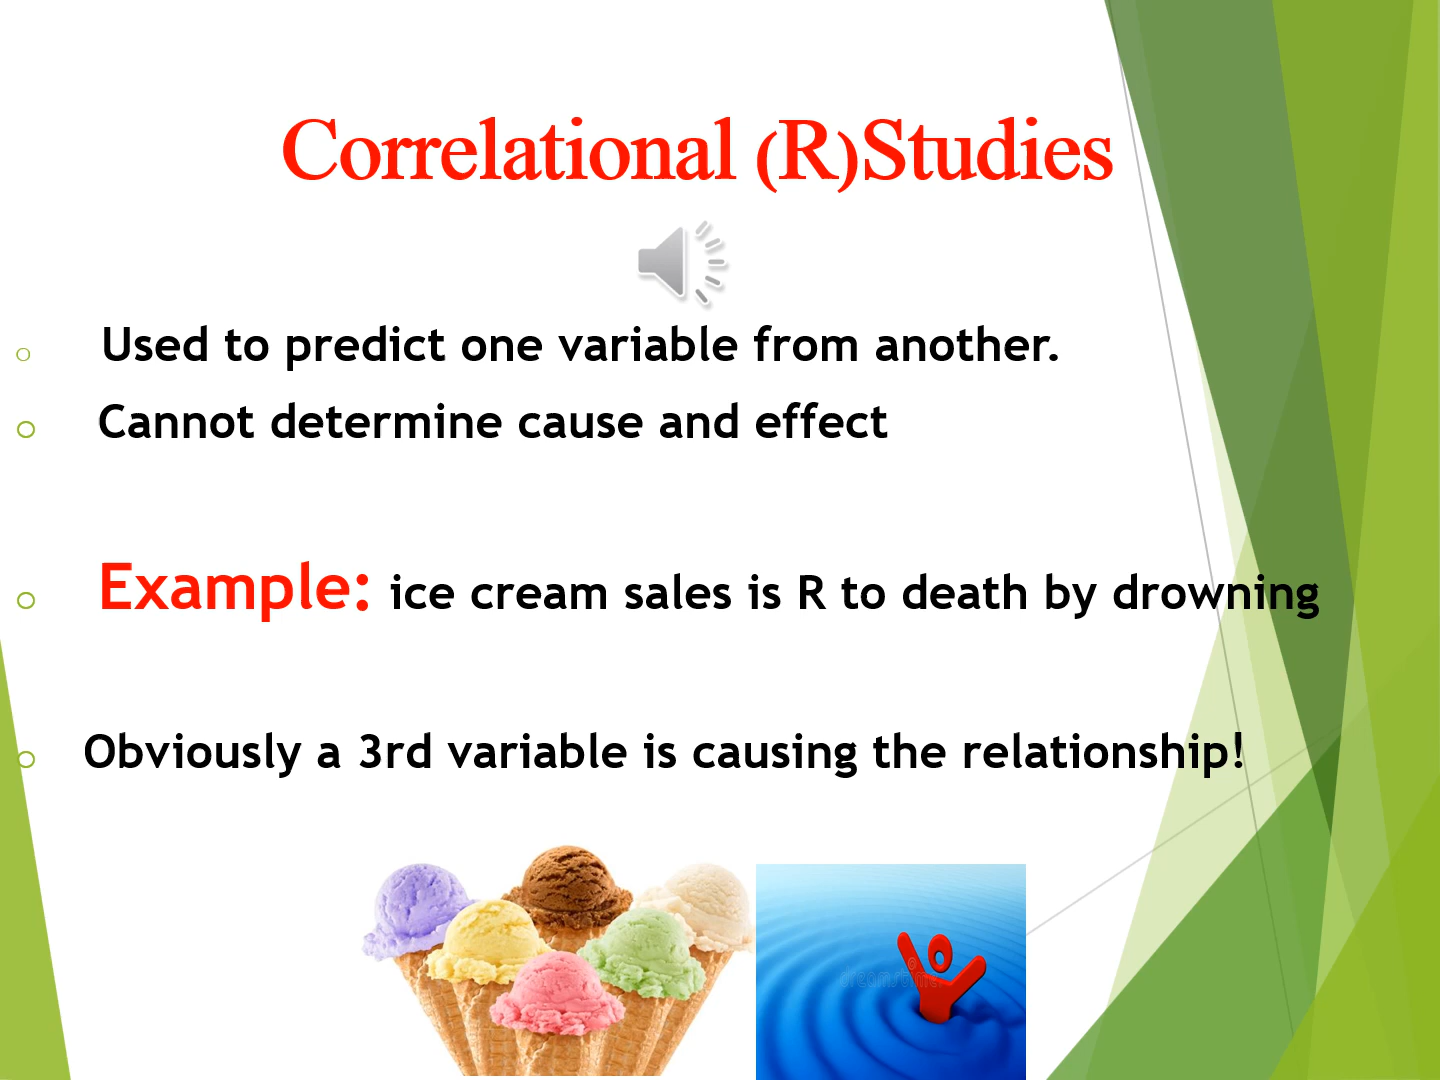 Correlational (R)Studies
Used to predict one variable from another.
Cannot determine cause and effect
Example: ice cream sales is R to death by drowning
Obviously a 3rd variable is causing the relationship!
dreamstime